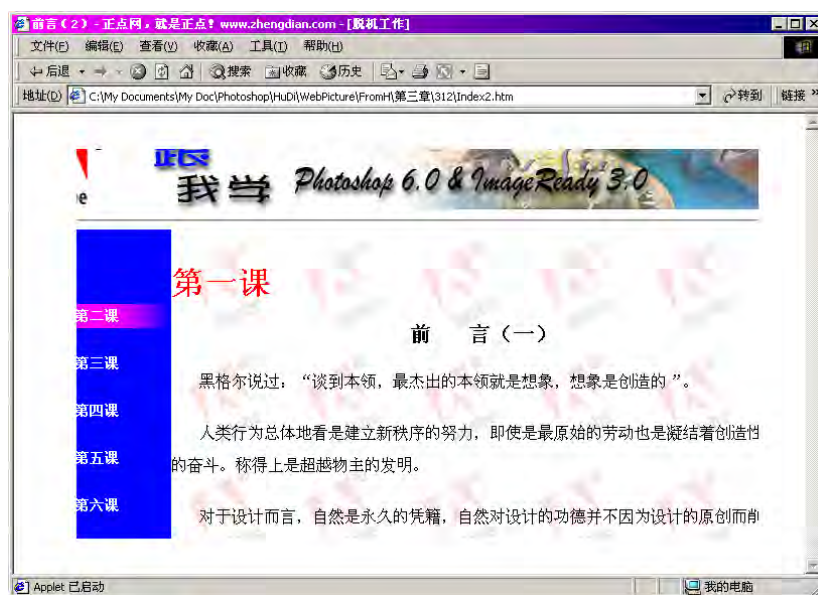 前言（2）- 正点网，就是正点！www.zhengdian.com - [脱机工作]
文件(F) 编辑(E) 查看(V) 收藏(A) 工具(T) 帮助(H)
后退 搜索 收藏 历史
地址(D) C:\My Documents\My Doc\Photoshop\HuDi\WebPicture\FromH\第三章\312\Index2.htm 转到 链接 »
跟
我学 Photoshop 6.0 & ImageReady 3.0
e
第一课
第二课
前 言（一）
第三课
黑格尔说过：“谈到本领，最杰出的本领就是想象，想象是创造的 ”。
第四课
人类行为总体地看是建立新秩序的努力，即使是最原始的劳动也是凝结着创造性
第五课
的奋斗。称得上是超越物主的发明。
第六课
对于设计而言，自然是永久的凭籍，自然对设计的功德并不因为设计的原创而削
Applet 已启动 我的电脑